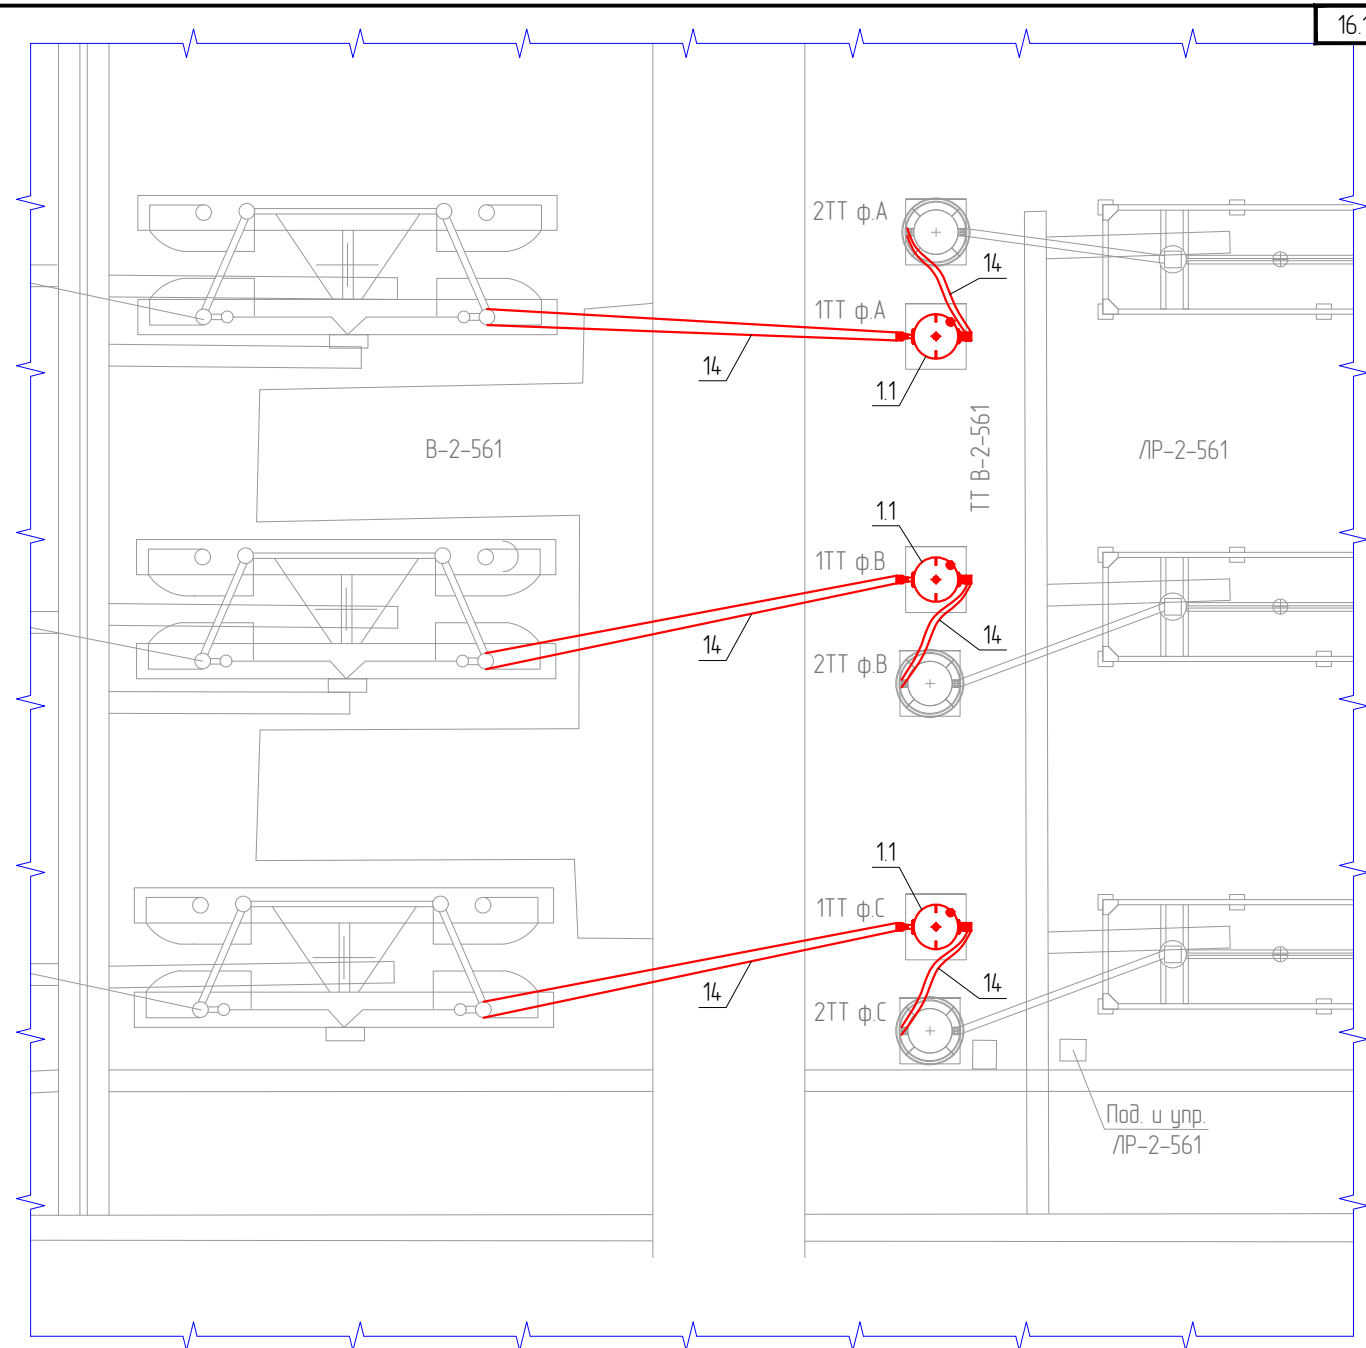 16.1
2ТТ ф.А
14
1ТТ ф.А
14
1.1
В-2-561
ТТ В-2-561
ЛР-2-561
1.1
1ТТ ф.В
14
14
2ТТ ф.В
1.1
1ТТ ф.С
14
14
2ТТ ф.С
Под. и упр.
ЛР-2-561